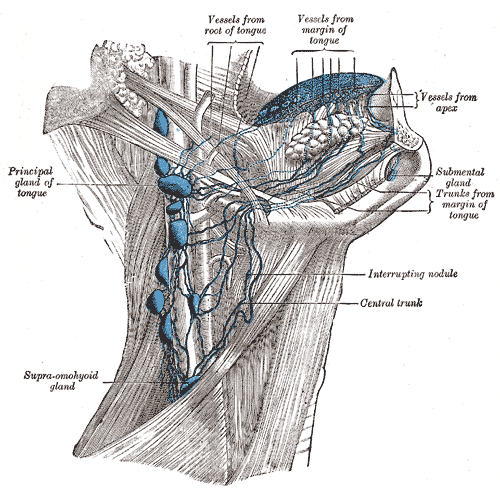 Vessels from
root of tongue
Vessels from
margin of
tongue
Vessels from
apex
Principal
gland of
tongue
Submental
gland
Trunks from
margin of
tongue
Interrupting nodule
Central trunk
Supra-omohyoid
gland